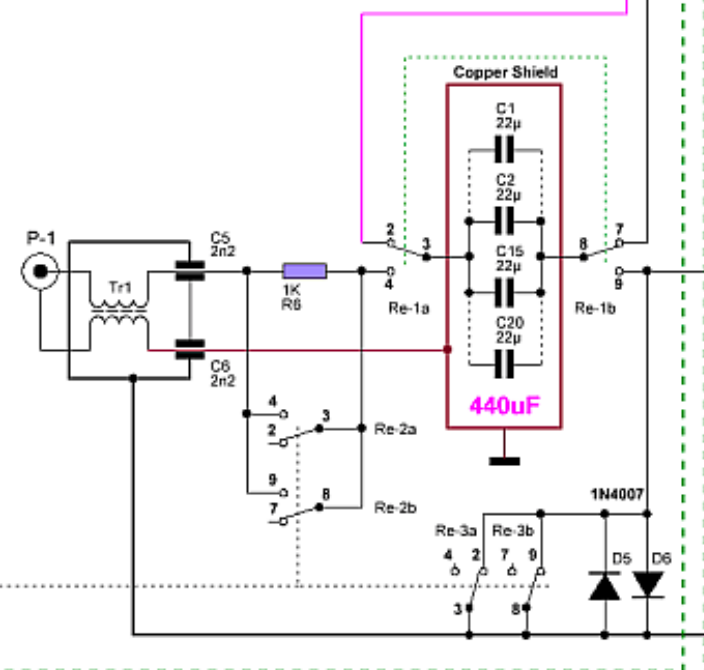 Copper Shield
C1
22µ
C2
22µ
2
3
8
7
P-1
C5
2n2
C15
22µ
Tr1
1K
R6
4
Re-1a
9
Re-1b
C20
22µ
C6
2n2
440uF
4
2
3
Re-2a
9
7
8
Re-2b
1N4007
Re-3a
Re-3b
4
2
7
9
D5
D6
3
8